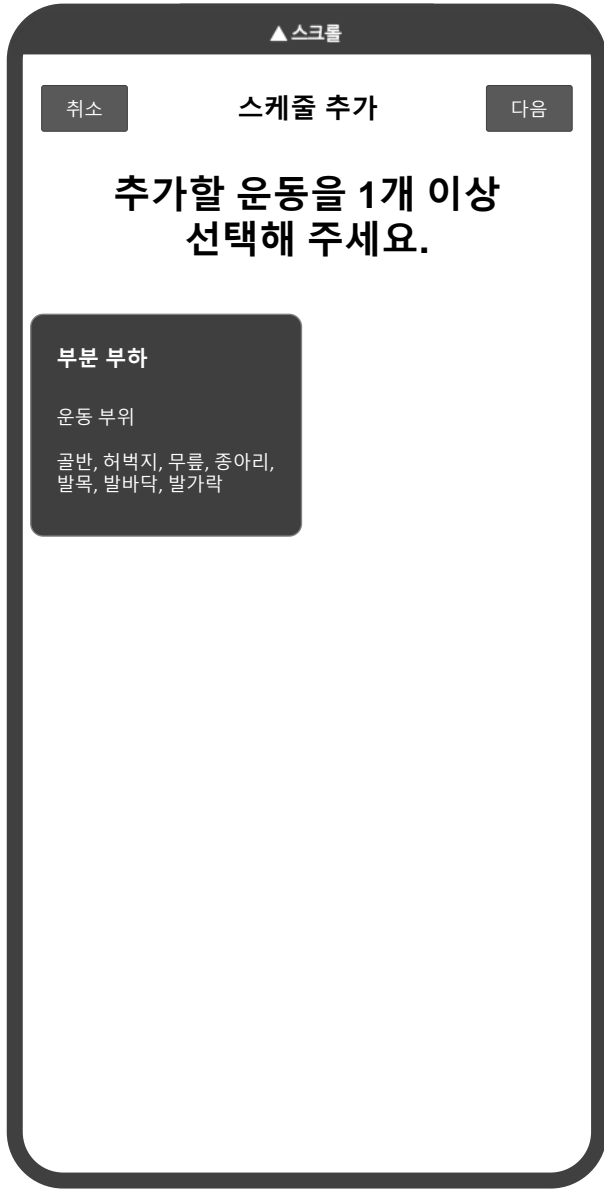 ▲스크롤
취소
스케줄 추가
다음
추가할 운동을 1개 이상
선택해 주세요.
부분 부하
운동 부위
골반, 허벅지, 무릎, 종아리,
발목, 발바닥, 발가락